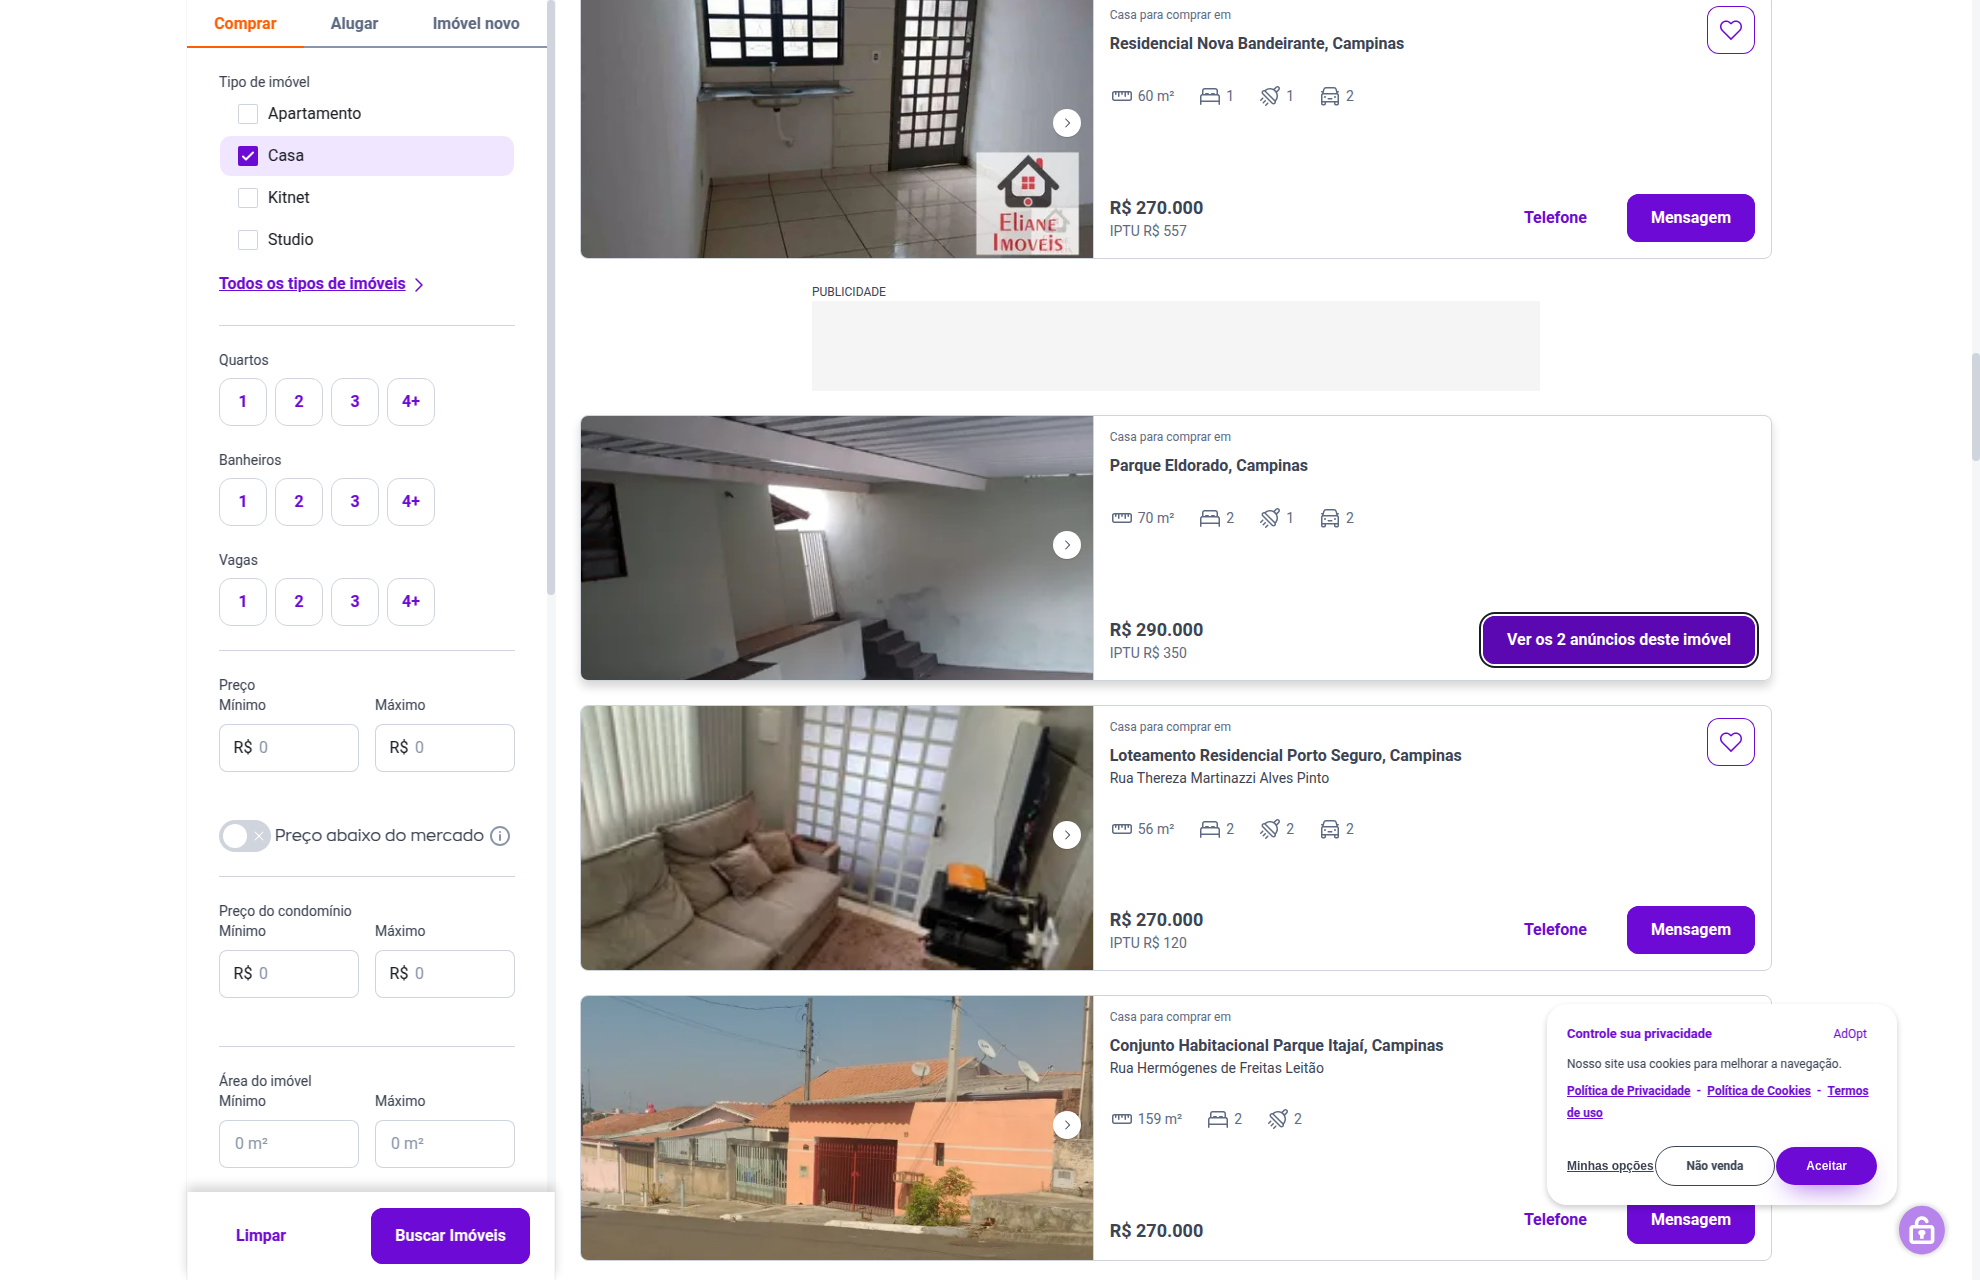 Comprar
Alugar
Imóvel novo
Tipo de imóvel
Apartamento
Casa
Kitnet
Studio
Todos os tipos de imóveis
Quartos
1
2
3
4+
Banheiros
1
2
3
4+
Vagas
1
2
3
4+
Preço
Mínimo
Máximo
R$ 0
R$ 0
Preço abaixo do mercado
Preço do condomínio
Mínimo
Máximo
R$ 0
R$ 0
Área do imóvel
Mínimo
Máximo
0 m²
0 m²
Limpar
Buscar Imóveis
Casa para comprar em
Residencial Nova Bandeirante, Campinas
60 m²
1
1
2
R$ 270.000
IPTU R$ 557
Telefone
Mensagem
ELIANE
IMOVÉIS
PUBLICIDADE
Casa para comprar em
Parque Eldorado, Campinas
70 m²
2
1
2
R$ 290.000
IPTU R$ 350
Ver os 2 anúncios deste imóvel
Casa para comprar em
Loteamento Residencial Porto Seguro, Campinas
Rua Thereza Martinazzi Alves Pinto
56 m²
2
2
2
R$ 270.000
IPTU R$ 120
Telefone
Mensagem
Casa para comprar em
Conjunto Habitacional Parque Itajaí, Campinas
Rua Hermógenes de Freitas Leitão
159 m²
2
2
R$ 270.000
Telefone
Mensagem
Controle sua privacidade
AdOpt
Nosso site usa cookies para melhorar a navegação.
Política de Privacidade - Política de Cookies - Termos
de uso
Minhas opções
Não venda
Aceitar